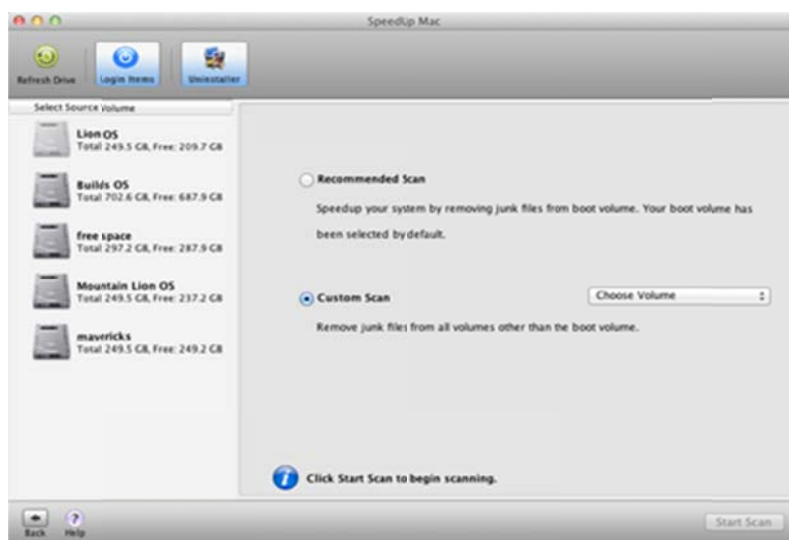 SpeedUp Mac
Refresh Drive
Login Items
Uninstaller
Select Source Volume
Lion OS
Total 249.5 GB, Free: 209.7 GB
Builds OS
Total 702.6 GB, Free: 687.9 GB
free space
Total 297.2 GB, Free: 287.9 GB
Mountain Lion OS
Total 249.5 GB, Free: 237.2 GB
mavericks
Total 249.5 GB, Free: 249.2 GB
Recommended Scan
Speedup your system by removing junk files from boot volume. Your boot volume has
been selected by default.
Custom Scan
Choose Volume
Remove junk files from all volumes other than the boot volume.
Click Start Scan to begin scanning.
Back
Help
Start Scan